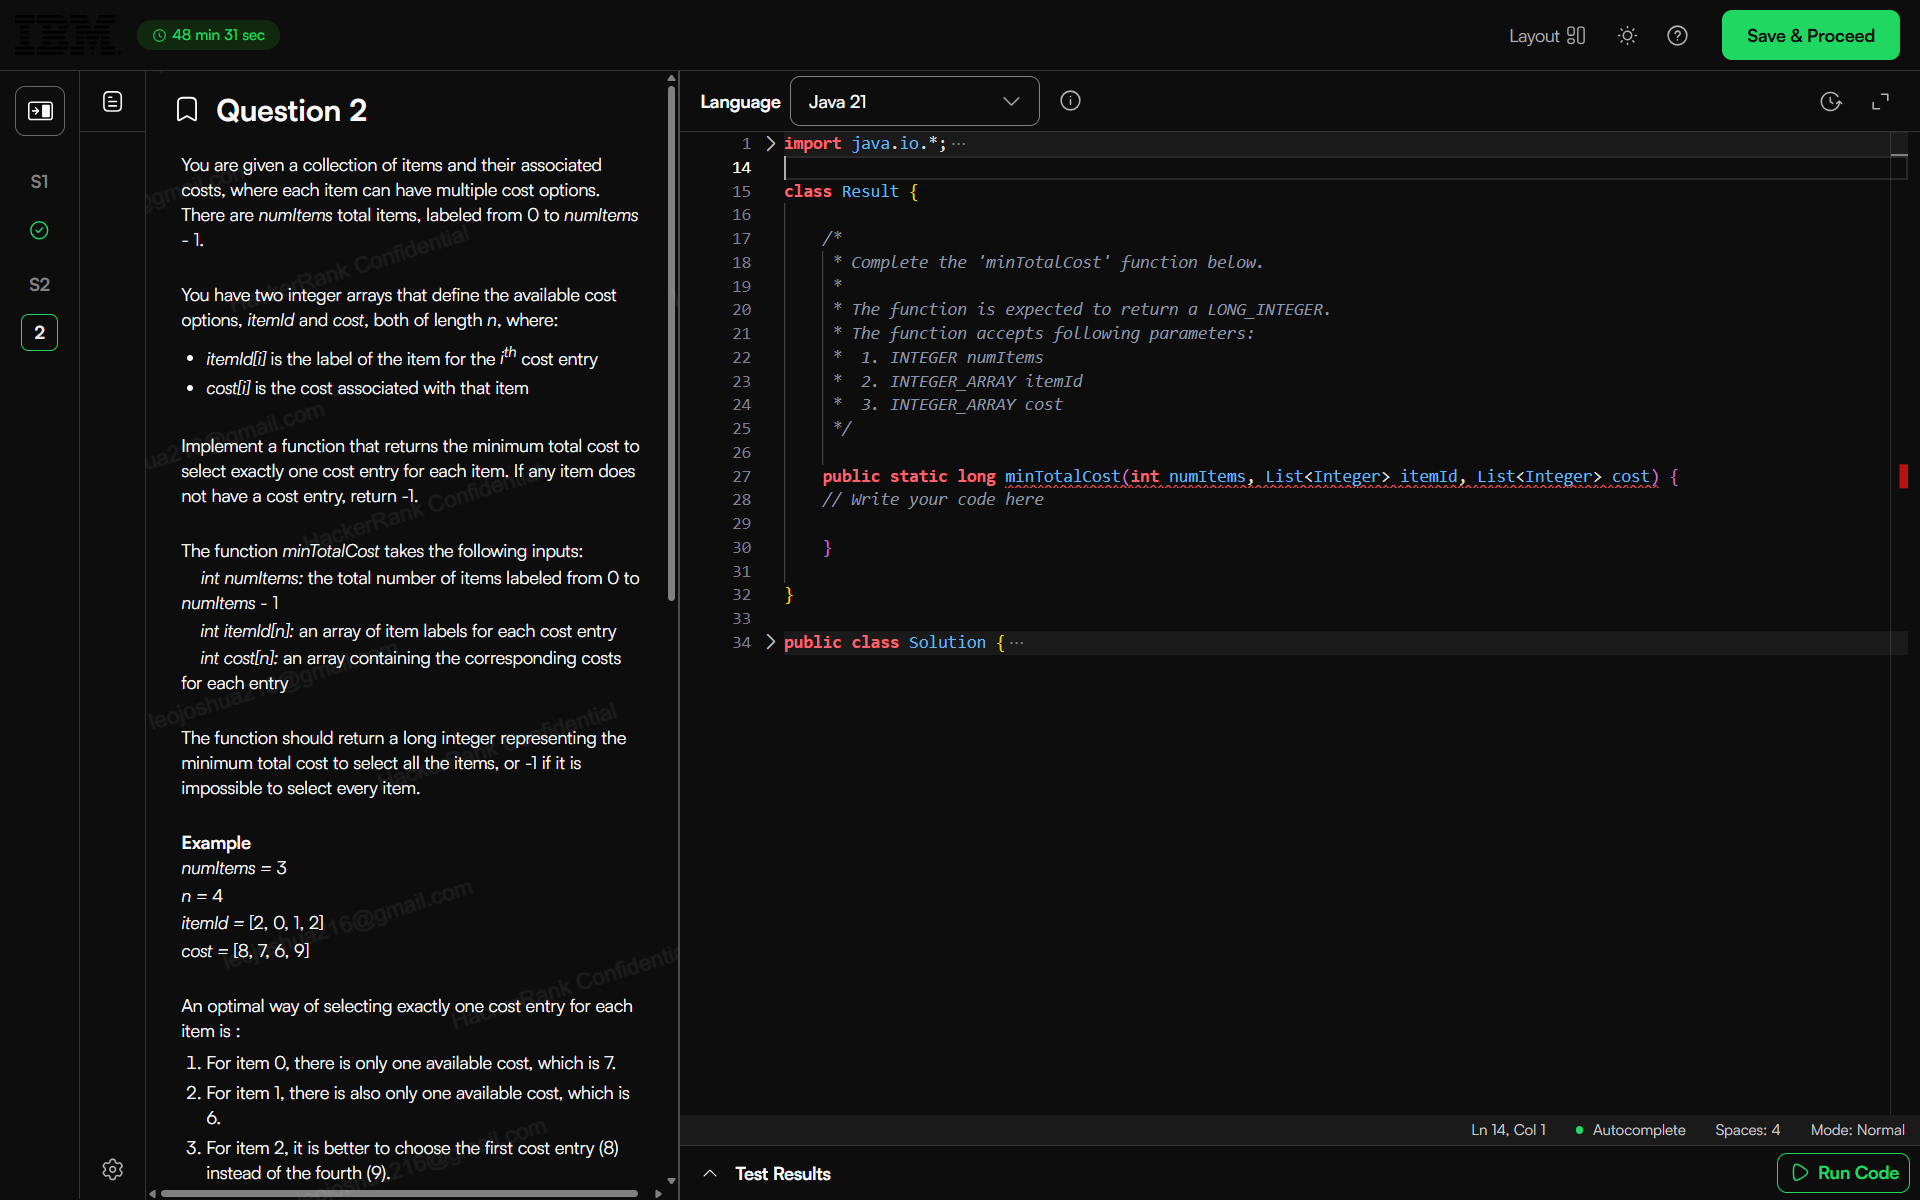 IBM
48 min 31 sec
Layout
Save & Proceed
S1
S2
2
Question 2
You are given a collection of items and their associated
costs, where each item can have multiple cost options.
There are numItems total items, labeled from 0 to numItems
- 1.
You have two integer arrays that define the available cost
options, itemId and cost, both of length n, where:
• itemId[i] is the label of the item for the ith cost entry
• cost[i] is the cost associated with that item
Implement a function that returns the minimum total cost to
select exactly one cost entry for each item. If any item does
not have a cost entry, return -1.
The function minTotalCost takes the following inputs:
int numItems: the total number of items labeled from 0 to
numItems - 1
int itemId[n]: an array of item labels for each cost entry
int cost[n]: an array containing the corresponding costs
for each entry
The function should return a long integer representing the
minimum total cost to select all the items, or -1 if it is
impossible to select every item.
Example
numItems = 3
n = 4
itemId = [2, 0, 1, 2]
cost = [8, 7, 6, 9]
An optimal way of selecting exactly one cost entry for each
item is :
1. For item 0, there is only one available cost, which is 7.
2. For item 1, there is also only one available cost, which is
6.
3. For item 2, it is better to choose the first cost entry (8)
instead of the fourth (9).
HackerRank Confidential
HackerRank Confidential
leojoshua216@gmail.com
HackerRank Confidential
leojoshua216@gmail.com
HackerRank Confidential
Language
Java 21
1 import java.io.*; ...
14
15 class Result {
16
17 /*
18 * Complete the 'minTotalCost' function below.
19 *
20 * The function is expected to return a LONG_INTEGER.
21 * The function accepts following parameters:
22 * 1. INTEGER numItems
23 * 2. INTEGER_ARRAY itemId
24 * 3. INTEGER_ARRAY cost
25 */
26
27 public static long minTotalCost(int numItems, List<Integer> itemId, List<Integer> cost) {
28 // Write your code here
29
30 }
31
32 }
33
34 public class Solution { ...
Ln 14, Col 1
Autocomplete
Spaces: 4
Mode: Normal
Test Results
Run Code